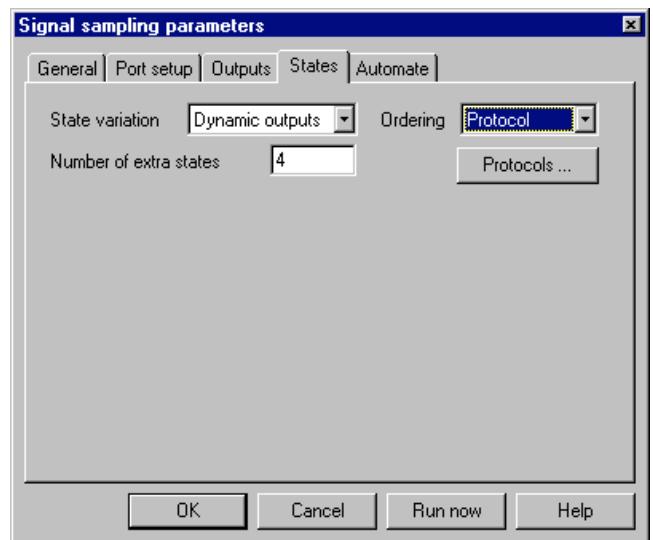 Signal sampling parameters
General Port setup Outputs States Automate
State variation Dynamic outputs Ordering Protocol
Number of extra states 4 Protocols ...
OK Cancel Run now Help